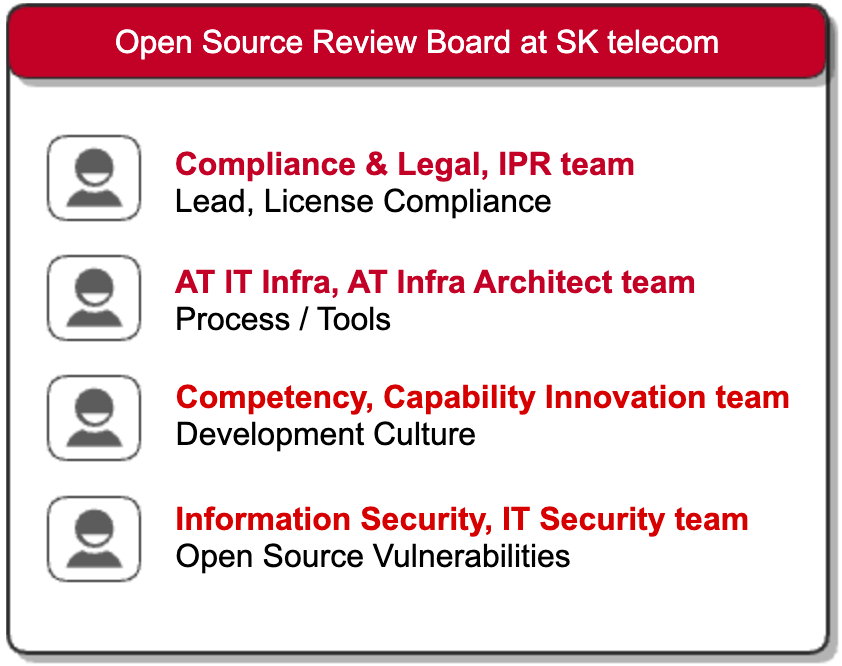 Open Source Review Board at SK telecom
Compliance & Legal, IPR team
Lead, License Compliance
AT IT Infra, AT Infra Architect team
Process / Tools
Competency, Capability Innovation team
Development Culture
Information Security, IT Security team
Open Source Vulnerabilities